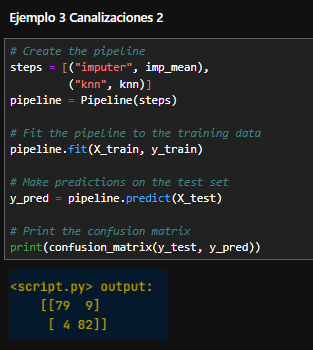 Ejemplo 3 Canalizaciones 2
# Create the pipeline
steps = [("imputer", imp_mean),
("knn", knn)]
pipeline = Pipeline(steps)
# Fit the pipeline to the training data
pipeline.fit(X_train, y_train)
# Make predictions on the test set
y_pred = pipeline.predict(X_test)
# Print the confusion matrix
print(confusion_matrix(y_test, y_pred))
<script.py> output:
[[79 9]
[ 4 82]]